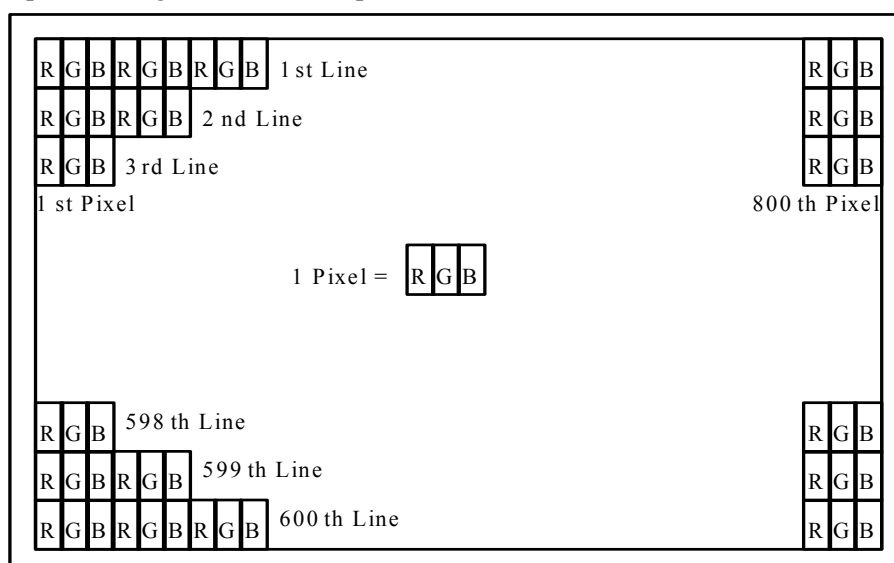 R G B R G B R G B 1 st Line R G B
R G B R G B 2 nd Line R G B
R G B 3 rd Line R G B
1 st Pixel 800 th Pixel
1 Pixel = R G B
R G B 598 th Line R G B
R G B R G B 599 th Line R G B
R G B R G B R G B 600 th Line R G B